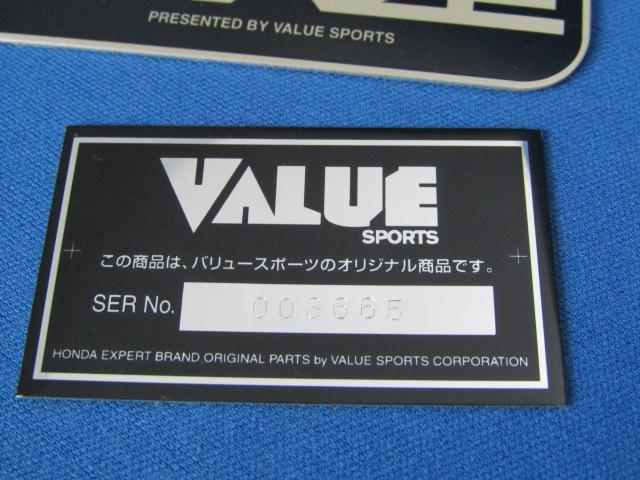 PRESENTED BY VALUE SPORTS
VALUE
SPORTS
この商品は、バリュースポーツのオリジナル商品です。
SER No. 008665
HONDA EXPERT BRAND ORIGINAL PARTS by VALUE SPORTS CORPORATION